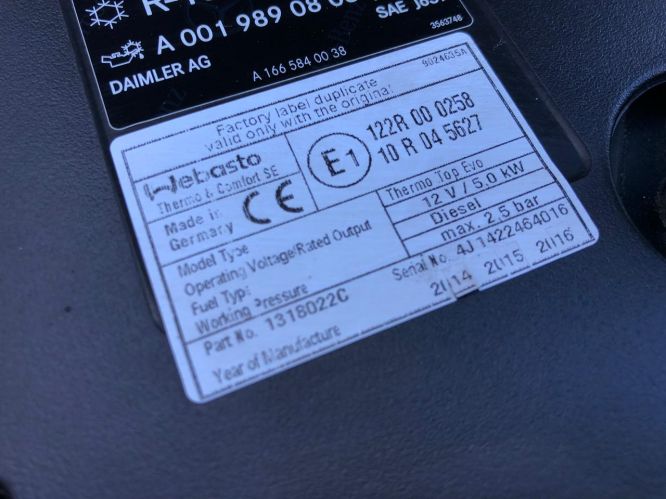 A 001 989 08 0
SAE J639
DAIMLER AG
A 166 584 00 38
3563748
Factory label duplicate
valid only with the original
9024635A
Webasto
Thermo & Comfort SE
Made in
Germany
CE
E1
122R 00 0258
10 R 04 5627
Model Type Thermo Top Evo
Operating Voltage/Rated Output 12 V / 5.0 kW
Fuel Type Diesel
Working Pressure max. 2,5 bar
Part No. 1318022C Serial No. 4J1422464016
Year of Manufacture 2014 2015 2016